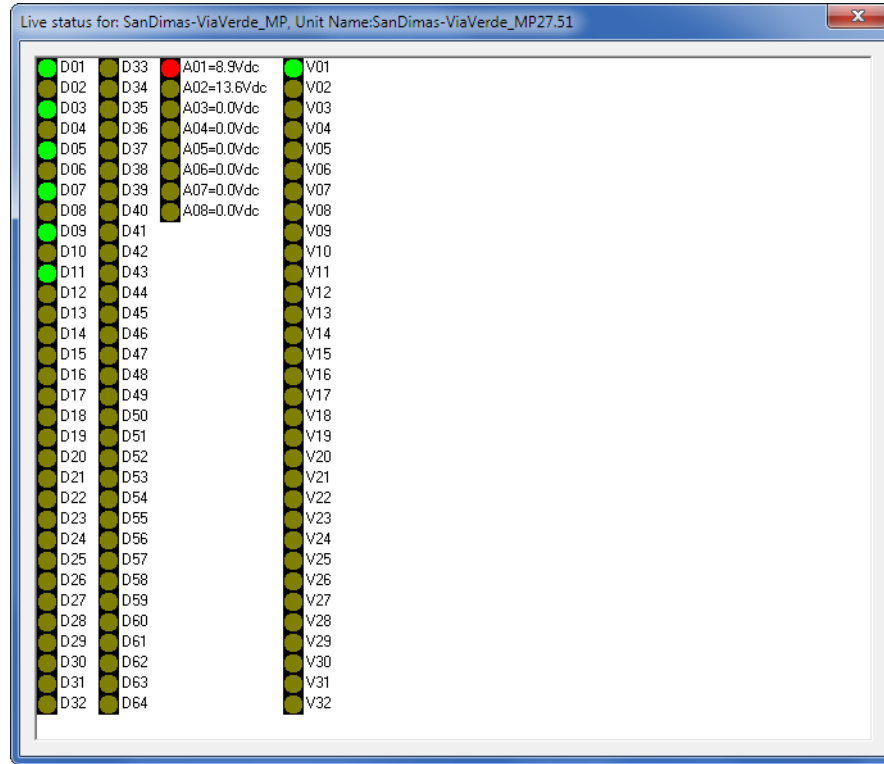 Live status for: SanDimas-ViaVerde_MP, Unit Name:SanDimas-ViaVerde_MP27.51
D01 D33 A01=8.9Vdc V01
D02 D34 A02=13.6Vdc V02
D03 D35 A03=0.0Vdc V03
D04 D36 A04=0.0Vdc V04
D05 D37 A05=0.0Vdc V05
D06 D38 A06=0.0Vdc V06
D07 D39 A07=0.0Vdc V07
D08 D40 A08=0.0Vdc V08
D09 D41 V09
D10 D42 V10
D11 D43 V11
D12 D44 V12
D13 D45 V13
D14 D46 V14
D15 D47 V15
D16 D48 V16
D17 D49 V17
D18 D50 V18
D19 D51 V19
D20 D52 V20
D21 D53 V21
D22 D54 V22
D23 D55 V23
D24 D56 V24
D25 D57 V25
D26 D58 V26
D27 D59 V27
D28 D60 V28
D29 D61 V29
D30 D62 V30
D31 D63 V31
D32 D64 V32